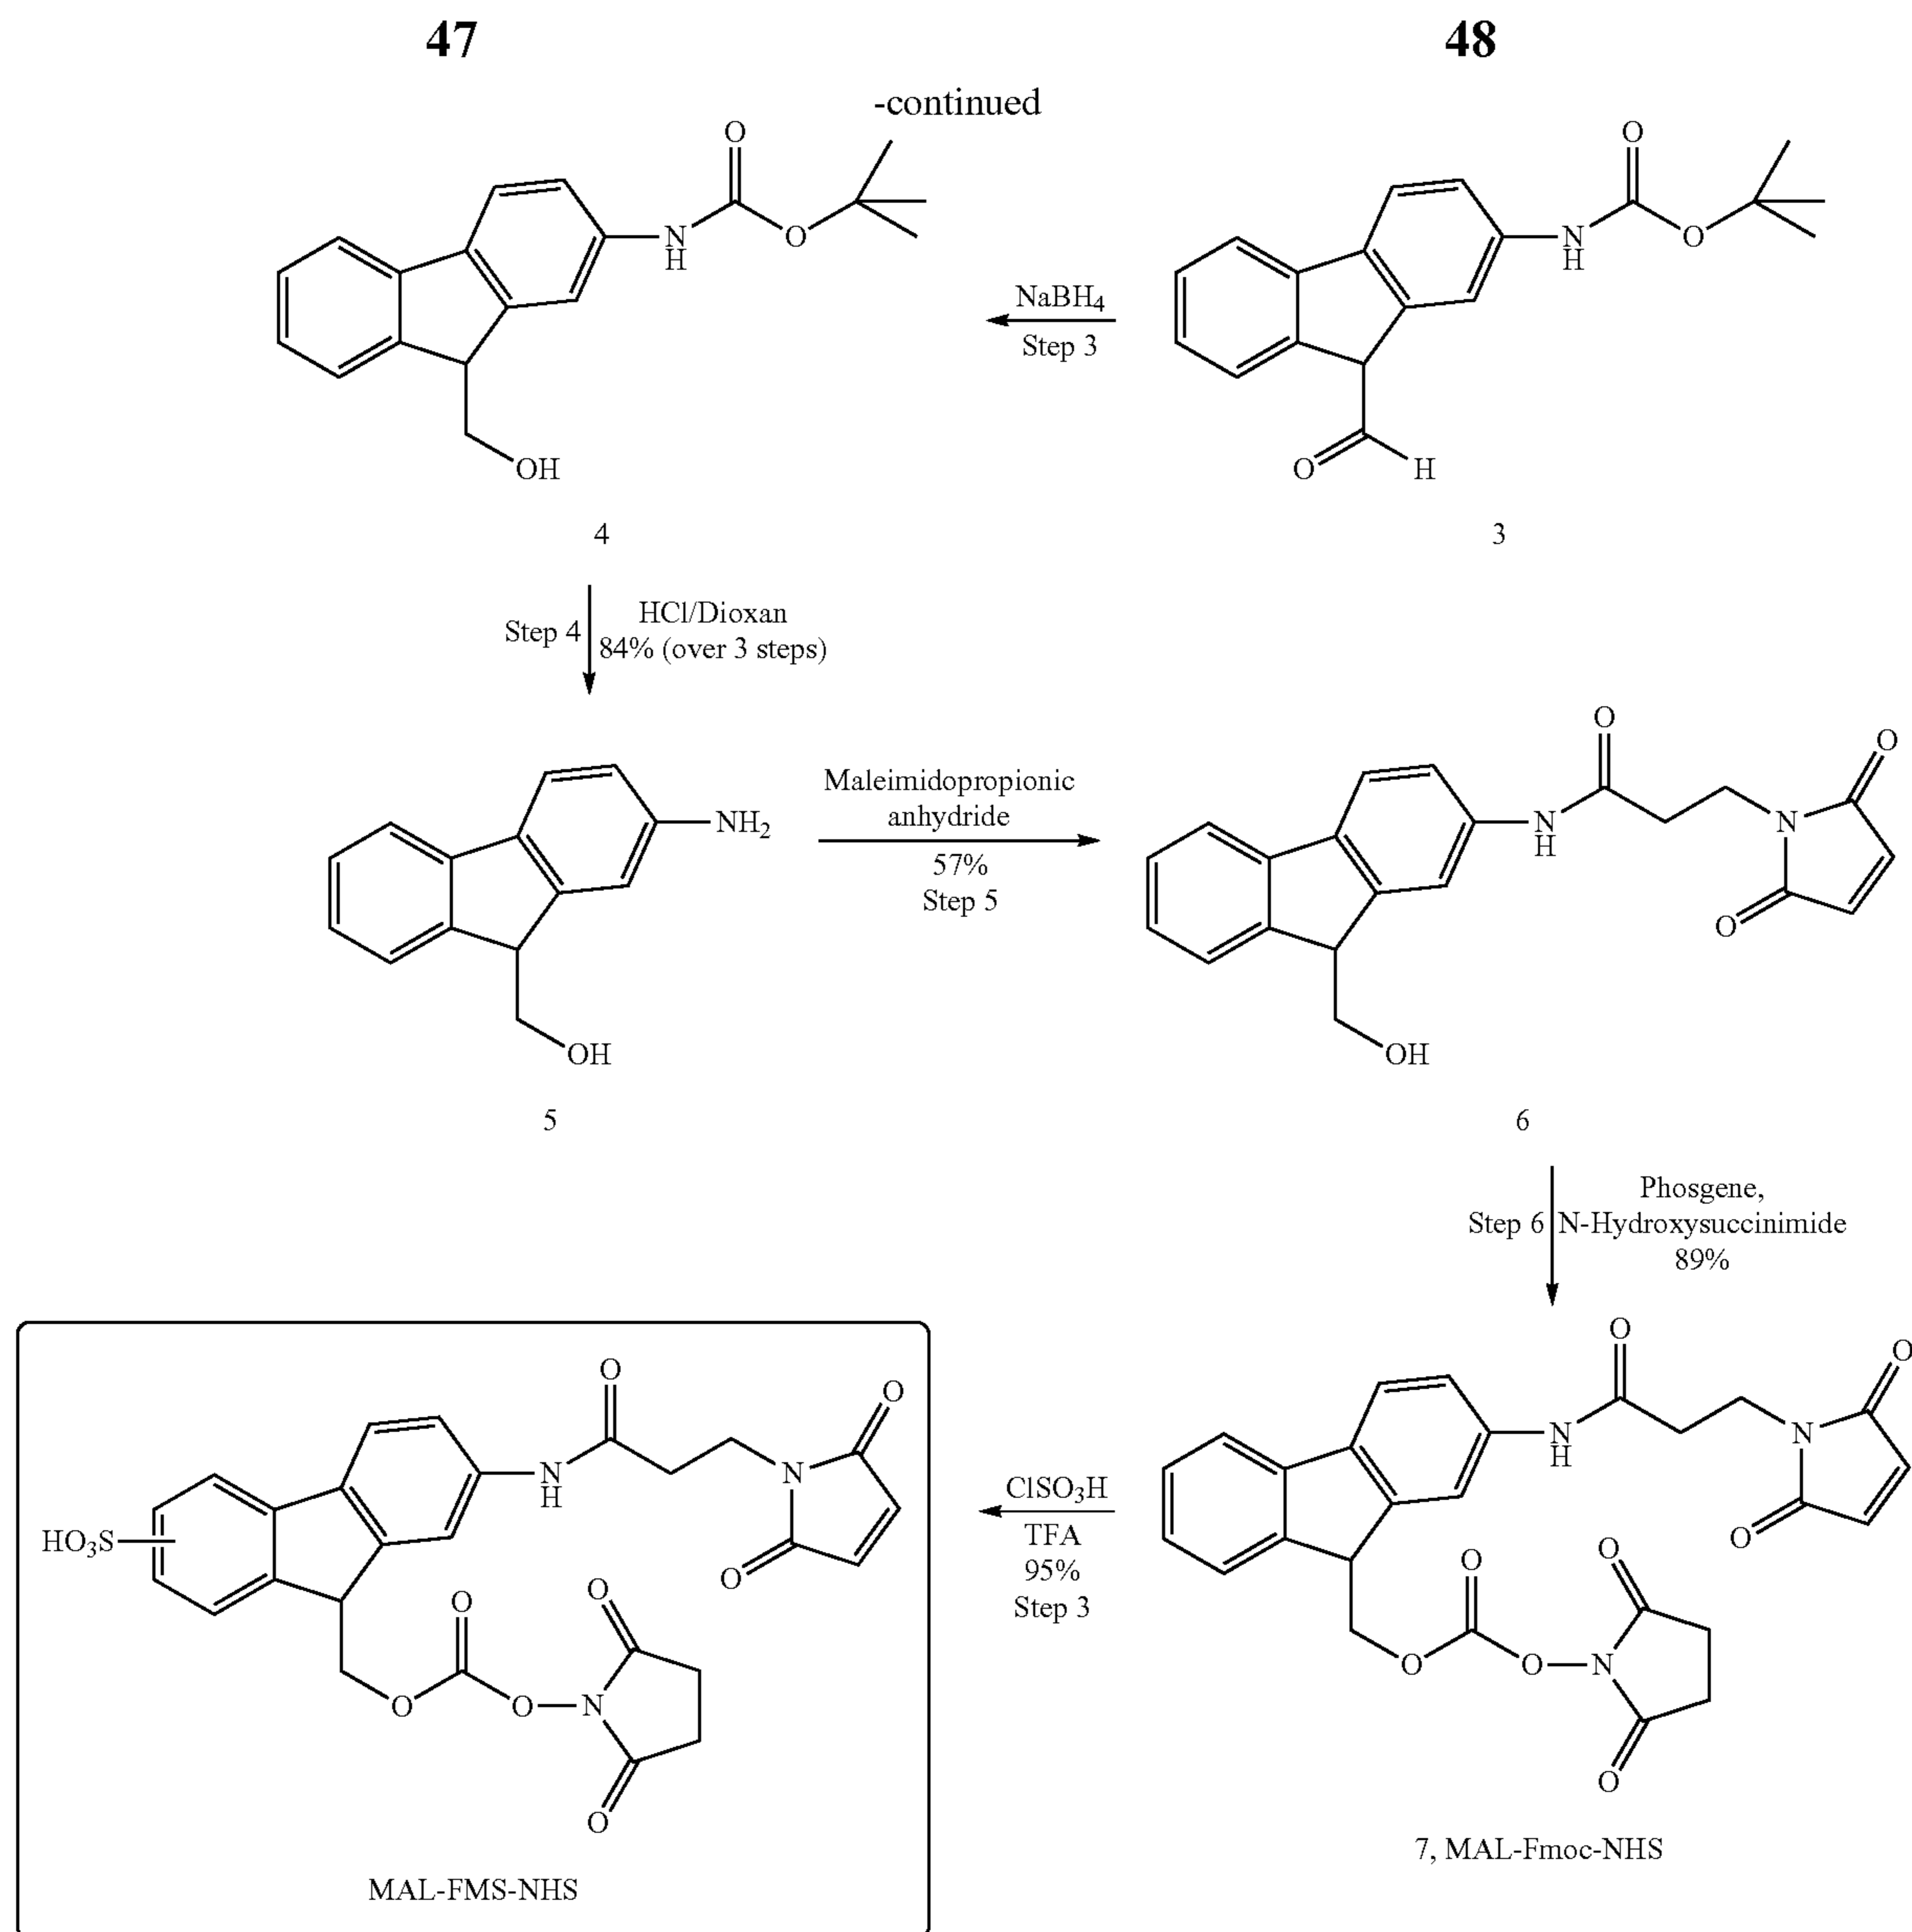 47
48
-continued
O
N
H
O
OH
4
NaBH4
Step 3
O
N
H
O
O
H
3
Step 4
HCl/Dioxan
84% (over 3 steps)
NH2
OH
5
Maleimidopropionic
anhydride
57%
Step 5
O
N
H
N
O
O
OH
6
Step 6
Phosgene,
N-Hydroxysuccinimide
89%
O
N
H
N
O
O
O
O
O
N
O
O
7, MAL-Fmoc-NHS
ClSO3H
TFA
95%
Step 3
HO3S
O
N
H
N
O
O
O
O
O
N
O
O
MAL-FMS-NHS